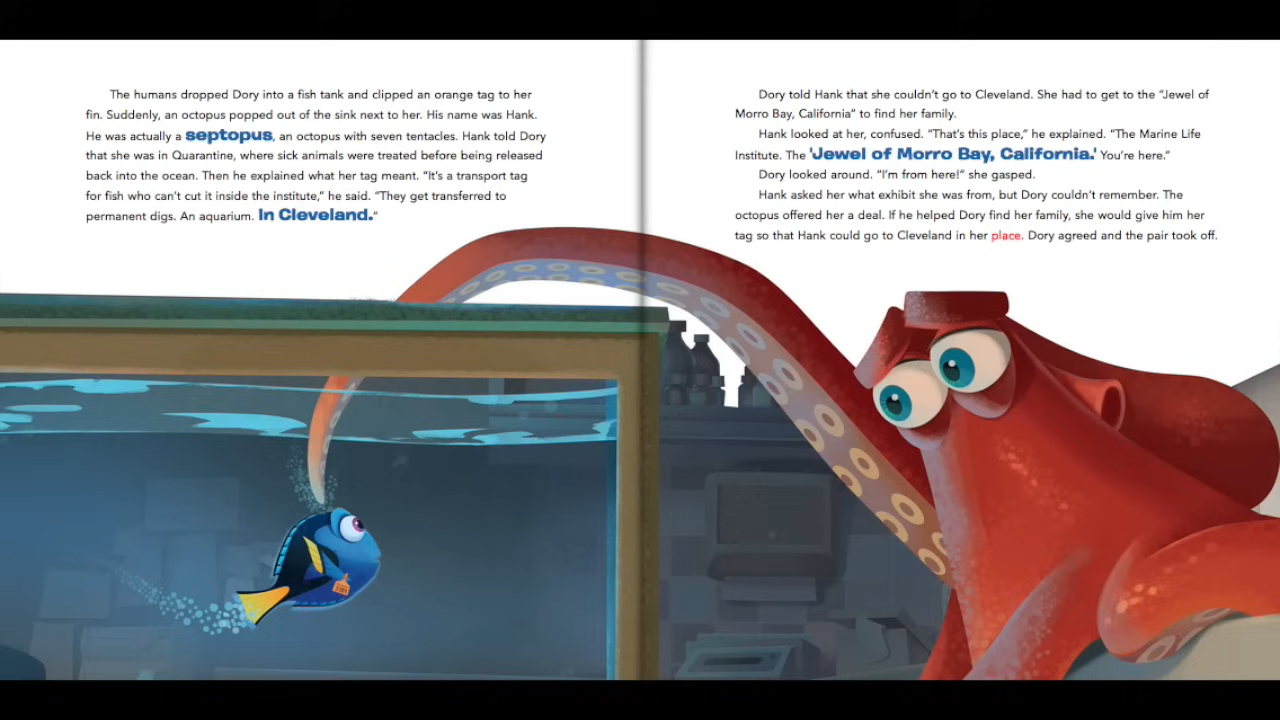 The humans dropped Dory into a fish tank and clipped an orange tag to her
fin. Suddenly, an octopus popped out of the sink next to her. His name was Hank.
He was actually a septopus, an octopus with seven tentacles. Hank told Dory
that she was in Quarantine, where sick animals were treated before being released
back into the ocean. Then he explained what her tag meant. “It’s a transport tag
for fish who can’t cut it inside the institute,” he said. “They get transferred to
permanent digs. An aquarium. In Cleveland.”
Dory told Hank that she couldn’t go to Cleveland. She had to get to the “Jewel of
Morro Bay, California” to find her family.
Hank looked at her, confused. “That’s this place,” he explained. “The Marine Life
Institute. The 'Jewel of Morro Bay, California.' You’re here.”
Dory looked around. “I’m from here!” she gasped.
Hank asked her what exhibit she was from, but Dory couldn’t remember. The
octopus offered her a deal. If he helped Dory find her family, she would give him her
tag so that Hank could go to Cleveland in her place. Dory agreed and the pair took off.